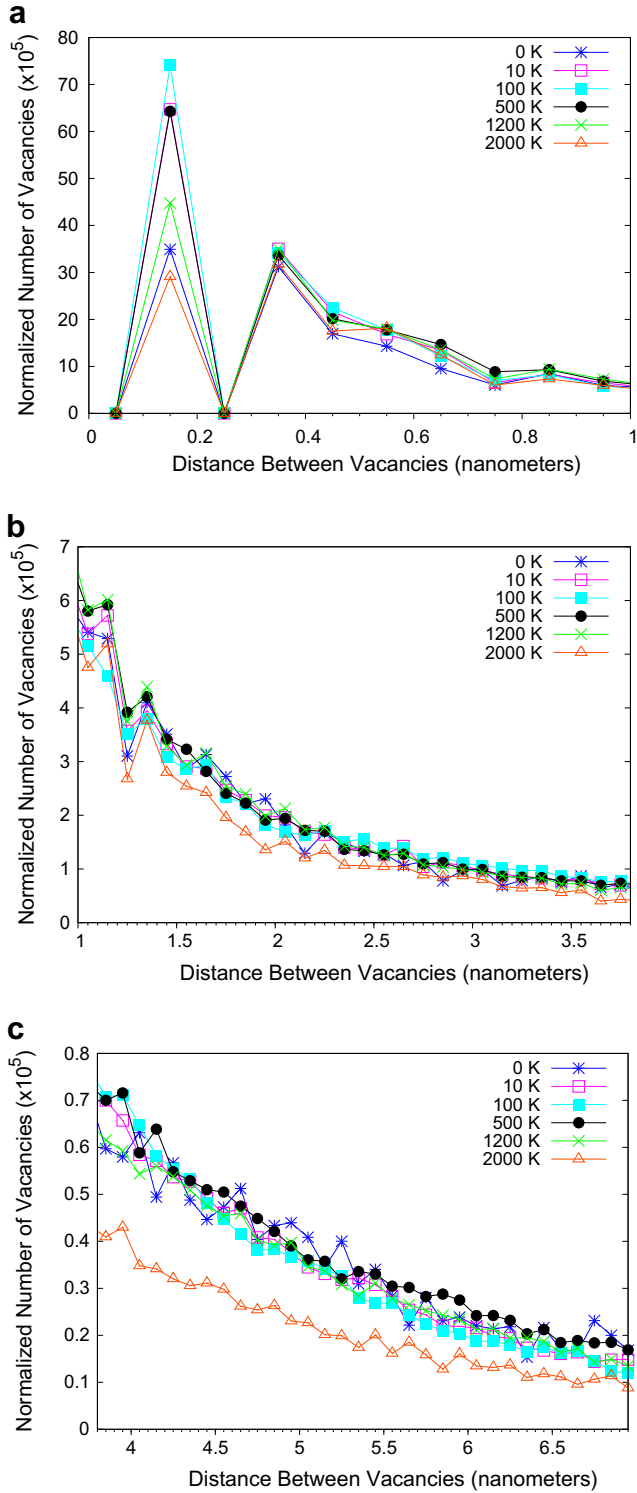 a
Normalized Number of Vacancies (x10⁵)
80
70
60
50
40
30
20
10
0
0 K
10 K
100 K
500 K
1200 K
2000 K
0 0.2 0.4 0.6 0.8 1
Distance Between Vacancies (nanometers)
b
Normalized Number of Vacancies (x10⁵)
7
6
5
4
3
2
1
0
0 K
10 K
100 K
500 K
1200 K
2000 K
1 1.5 2 2.5 3 3.5
Distance Between Vacancies (nanometers)
c
Normalized Number of Vacancies (x10⁵)
0.8
0.7
0.6
0.5
0.4
0.3
0.2
0.1
0
0 K
10 K
100 K
500 K
1200 K
2000 K
4 4.5 5 5.5 6 6.5
Distance Between Vacancies (nanometers)